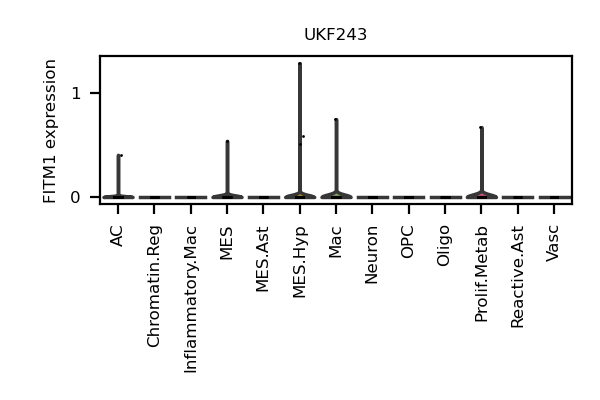 UKF243
FITM1 expression
1
0
AC
Chromatin.Reg
Inflammatory.Mac
MES
MES.Ast
MES.Hyp
Mac
Neuron
OPC
Oligo
Prolif.Metab
Reactive.Ast
Vasc